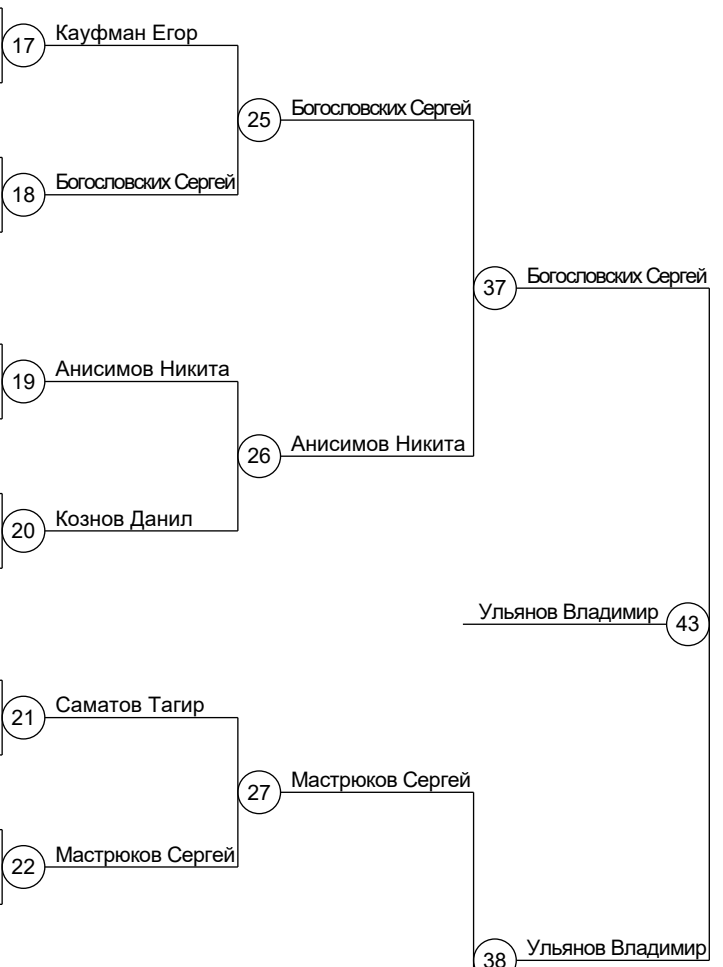 17 Кауфман Егор
25 Богословских Сергей
18 Богословских Сергей
37 Богословских Сергей
19 Анисимов Никита
26 Анисимов Никита
20 Кознов Данил
Ульянов Владимир 43
21 Саматов Тагир
27 Мастрюков Сергей
22 Мастрюков Сергей
38 Ульянов Владимир